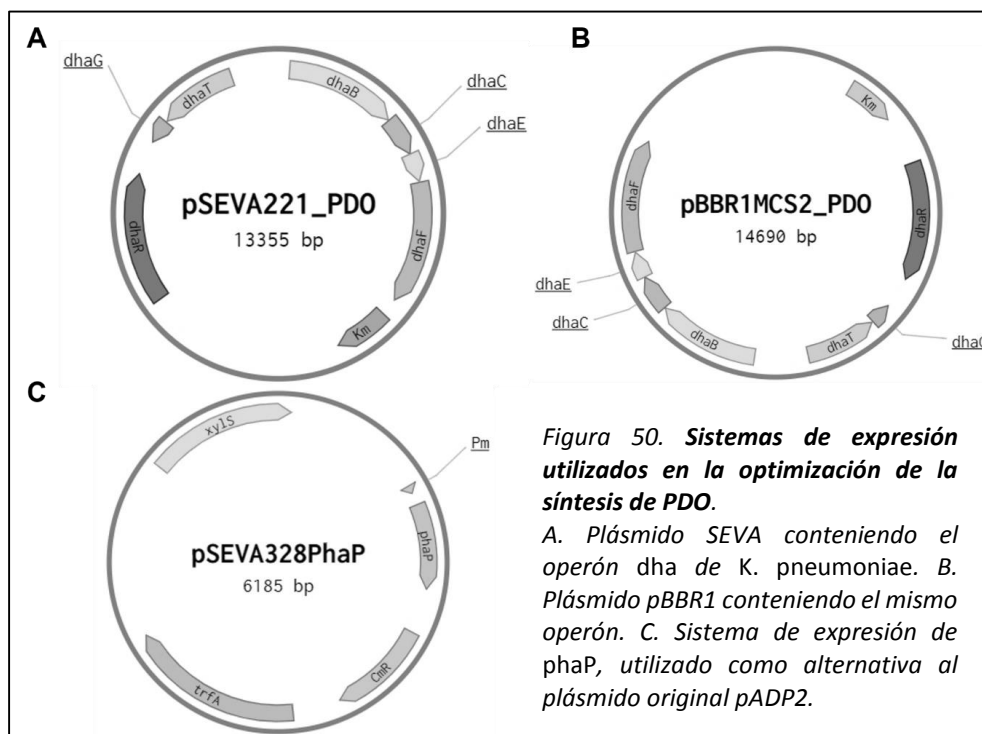 A
dhaG
dhaT
dhaB
dhaC
dhaE
dhaF
Km
dhaR
pSEVA221_PDO
13355 bp
B
Km
dhaR
dhaG
dhaT
dhaB
dhaC
dhaE
dhaF
pBBR1MCS2_PDO
14690 bp
C
xylS
Pm
phaP
CmR
trfA
pSEVA328PhaP
6185 bp
Figura 50. Sistemas de expresión
utilizados en la optimización de la
síntesis de PDO.
A. Plásmido SEVA conteniendo el
operón dha de K. pneumoniae. B.
Plásmido pBBR1 conteniendo el mismo
operón. C. Sistema de expresión de
phaP, utilizado como alternativa al
plásmido original pADP2.